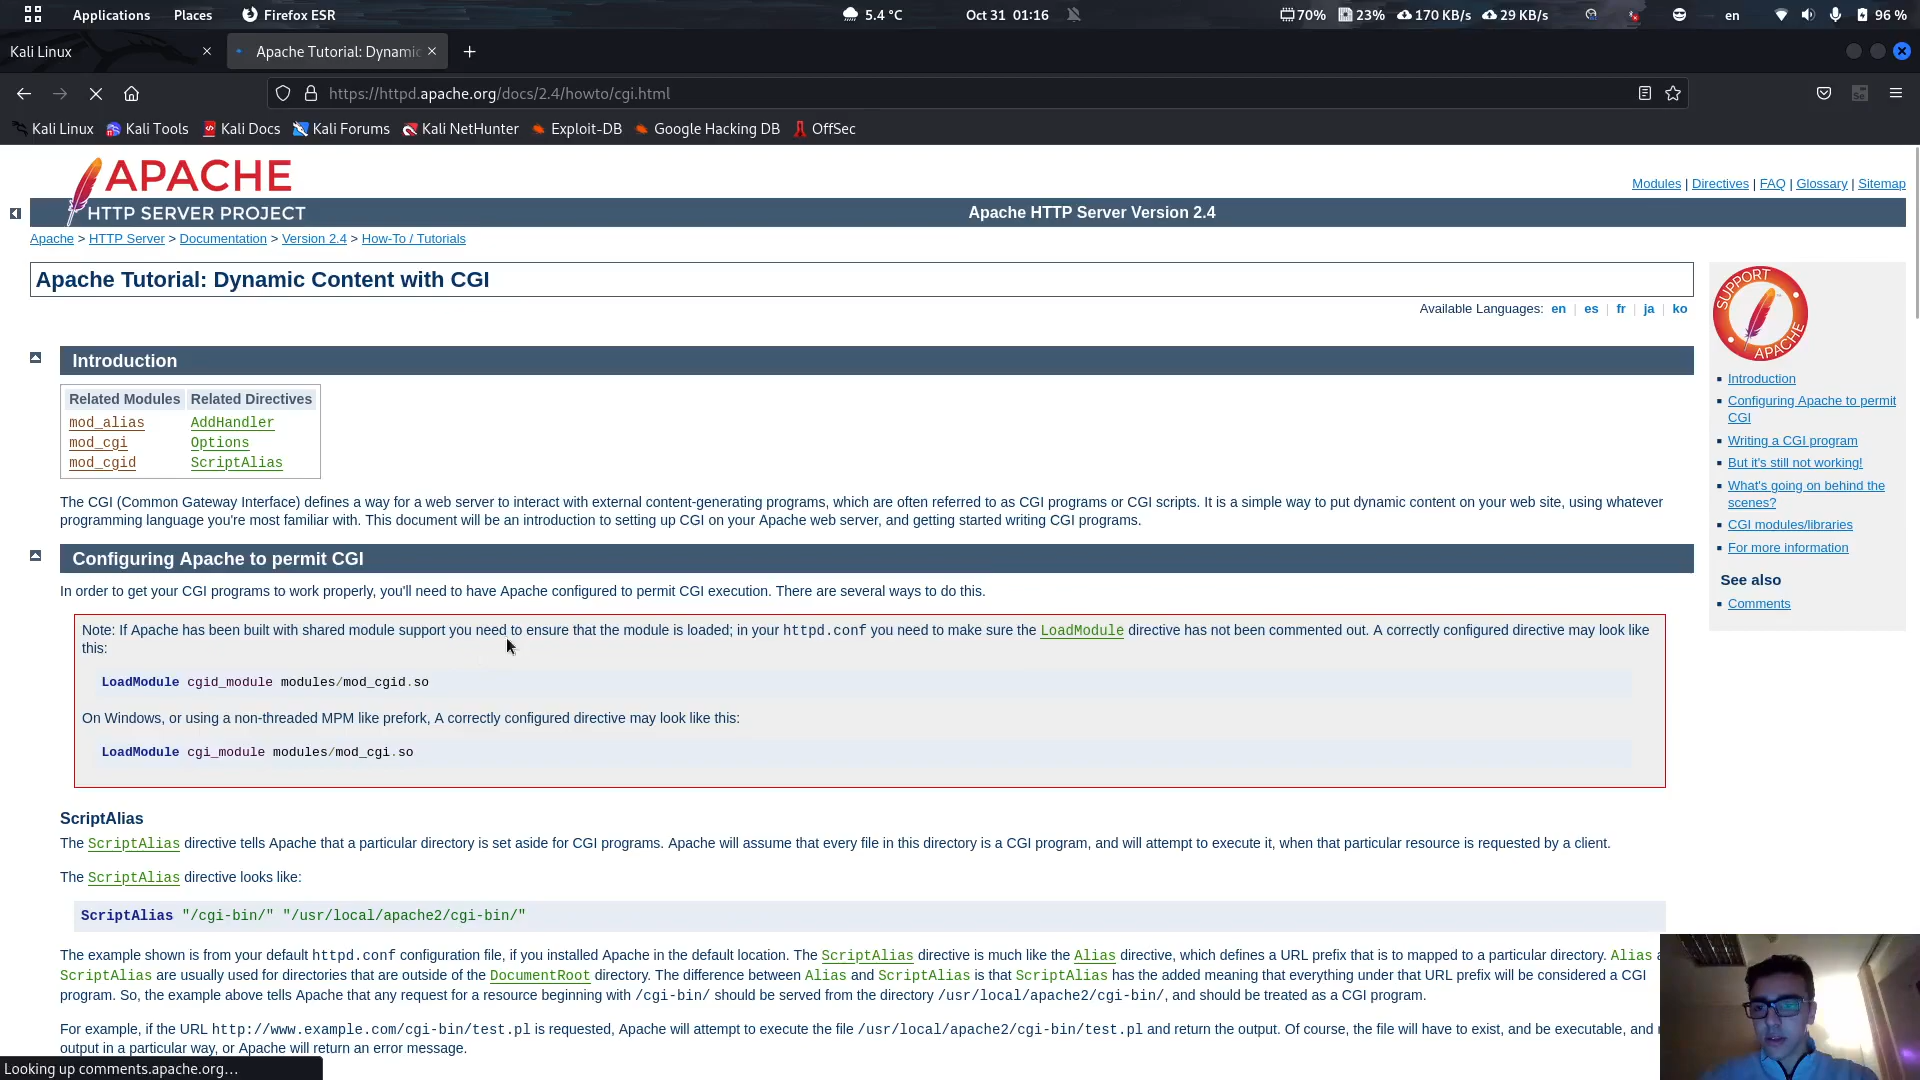 Applications Places Firefox ESR 5.4 °C Oct 31 01:16 70% 23% 170 KB/s 29 KB/s en 96 %
Kali Linux × Apache Tutorial: Dynamic × +
https://httpd.apache.org/docs/2.4/howto/cgi.html
Kali Linux Kali Tools Kali Docs Kali Forums Kali NetHunter Exploit-DB Google Hacking DB OffSec
APACHE
HTTP SERVER PROJECT
Modules | Directives | FAQ | Glossary | Sitemap
Apache HTTP Server Version 2.4
Apache > HTTP Server > Documentation > Version 2.4 > How-To / Tutorials
Apache Tutorial: Dynamic Content with CGI
Available Languages: en | es | fr | ja | ko
Introduction
Related Modules Related Directives
mod_alias AddHandler
mod_cgi Options
mod_cgid ScriptAlias
The CGI (Common Gateway Interface) defines a way for a web server to interact with external content-generating programs, which are often referred to as CGI programs or CGI scripts. It is a simple way to put dynamic content on your web site, using whatever
programming language you're most familiar with. This document will be an introduction to setting up CGI on your Apache web server, and getting started writing CGI programs.
Configuring Apache to permit CGI
In order to get your CGI programs to work properly, you'll need to have Apache configured to permit CGI execution. There are several ways to do this.
Note: If Apache has been built with shared module support you need to ensure that the module is loaded; in your httpd.conf you need to make sure the LoadModule directive has not been commented out. A correctly configured directive may look like
this:
LoadModule cgid_module modules/mod_cgid.so
On Windows, or using a non-threaded MPM like prefork, A correctly configured directive may look like this:
LoadModule cgi_module modules/mod_cgi.so
ScriptAlias
The ScriptAlias directive tells Apache that a particular directory is set aside for CGI programs. Apache will assume that every file in this directory is a CGI program, and will attempt to execute it, when that particular resource is requested by a client.
The ScriptAlias directive looks like:
ScriptAlias "/cgi-bin/" "/usr/local/apache2/cgi-bin/"
The example shown is from your default httpd.conf configuration file, if you installed Apache in the default location. The ScriptAlias directive is much like the Alias directive, which defines a URL prefix that is to mapped to a particular directory. Alias
ScriptAlias are usually used for directories that are outside of the DocumentRoot directory. The difference between Alias and ScriptAlias is that ScriptAlias has the added meaning that everything under that URL prefix will be considered a CGI
program. So, the example above tells Apache that any request for a resource beginning with /cgi-bin/ should be served from the directory /usr/local/apache2/cgi-bin/, and should be treated as a CGI program.
For example, if the URL http://www.example.com/cgi-bin/test.pl is requested, Apache will attempt to execute the file /usr/local/apache2/cgi-bin/test.pl and return the output. Of course, the file will have to exist, and be executable, and
output in a particular way, or Apache will return an error message.
SUPPORT
APACHE
Introduction
Configuring Apache to permit
CGI
Writing a CGI program
But it's still not working!
What's going on behind the
scenes?
CGI modules/libraries
For more information
See also
Comments
Looking up comments.apache.org…